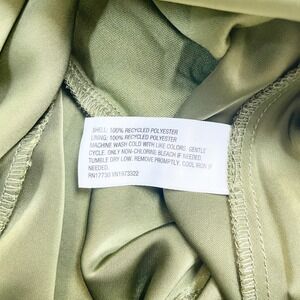 SHELL: 100% RECYCLED POLYESTER
LINING: 100% RECYCLED POLYESTER
MACHINE WASH COLD WITH LIKE COLORS, GENTLE
CYCLE. ONLY NON-CHLORINE BLEACH IF NEEDED.
TUMBLE DRY LOW. REMOVE PROMPTLY. COOL IRON IF
NEEDED.
RN17730 VN1973322